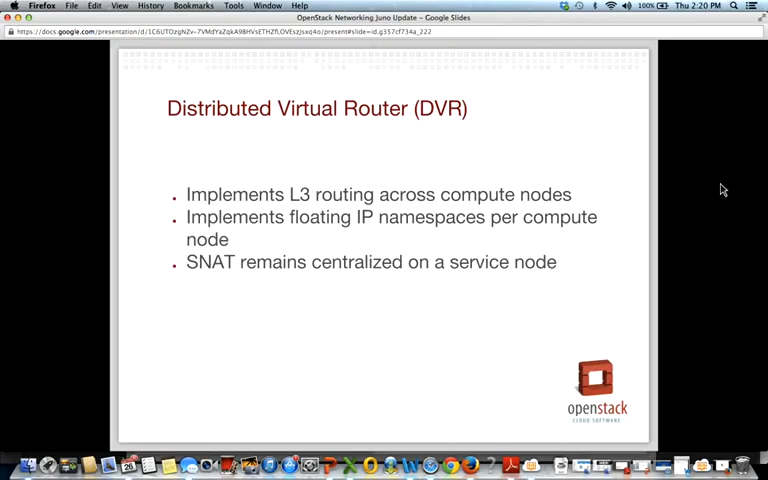 Firefox File Edit View History Bookmarks Tools Window Help 100% Thu 2:20 PM
OpenStack Networking Juno Update – Google Slides
Distributed Virtual Router (DVR)
Implements L3 routing across compute nodes
Implements floating IP namespaces per compute
node
SNAT remains centralized on a service node
openstack
CLOUD SOFTWARE